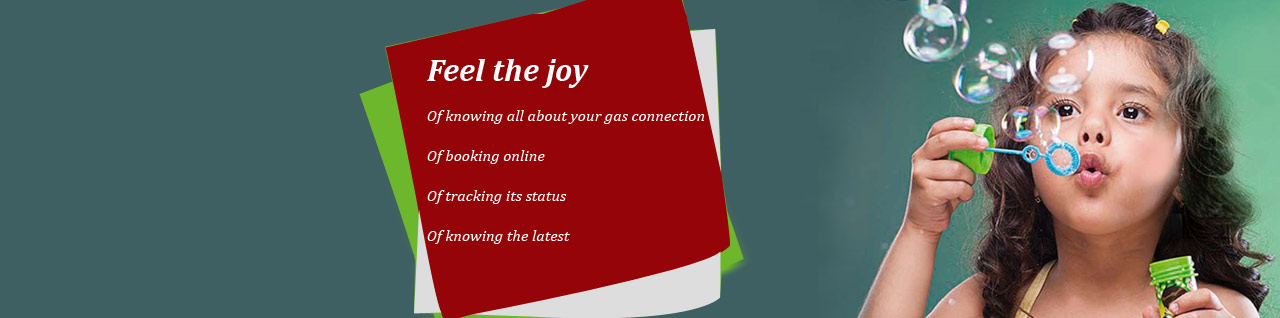 Feel the joy
Of knowing all about your gas connection
Of booking online
Of tracking its status
Of knowing the latest